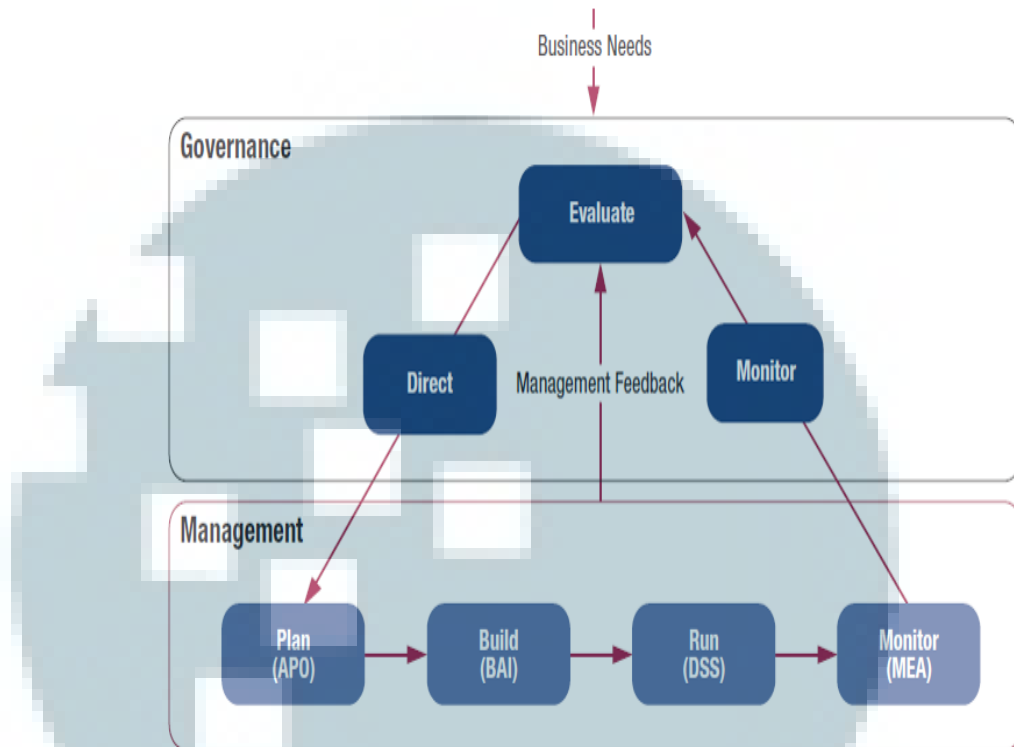 Business Needs
Governance
Evaluate
Direct
Management Feedback
Monitor
Management
Plan
(APO)
Build
(BAI)
Run
(DSS)
Monitor
(MEA)